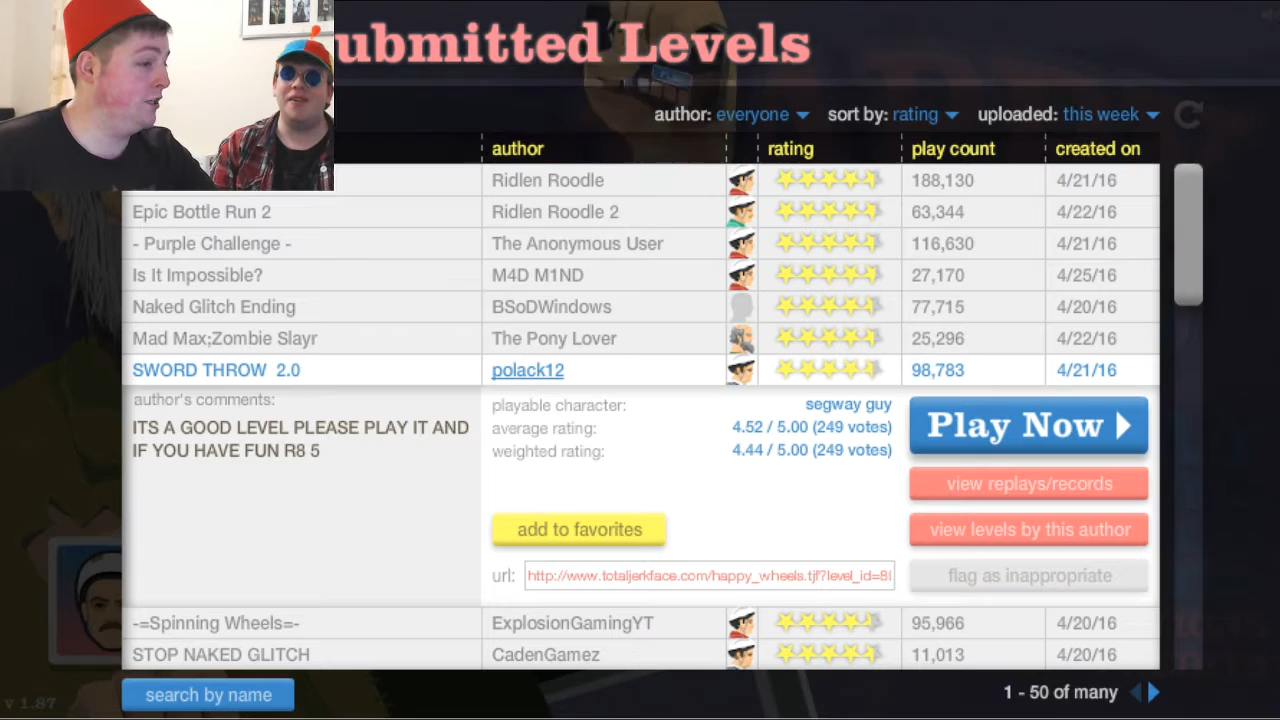 ubmitted Levels
author: everyone sort by: rating uploaded: this week
author rating play count created on
Ridlen Roodle 188,130 4/21/16
Epic Bottle Run 2 Ridlen Roodle 2 63,344 4/22/16
- Purple Challenge - The Anonymous User 116,630 4/21/16
Is It Impossible? M4D M1ND 27,170 4/25/16
Naked Glitch Ending BSoDWindows 77,715 4/20/16
Mad Max;Zombie Slayr The Pony Lover 25,296 4/22/16
SWORD THROW 2.0 polack12 98,783 4/21/16
author's comments:
ITS A GOOD LEVEL PLEASE PLAY IT AND
IF YOU HAVE FUN R8 5
playable character: segway guy
average rating: 4.52 / 5.00 (249 votes)
weighted rating: 4.44 / 5.00 (249 votes)
add to favorites
url: http://www.totaljerkface.com/happy_wheels.tjf?level_id=8
Play Now
view replays/records
view levels by this author
flag as inappropriate
-=Spinning Wheels=- ExplosionGamingYT 95,966 4/20/16
STOP NAKED GLITCH CadenGamez 11,013 4/20/16
v 1.87
search by name
1 - 50 of many